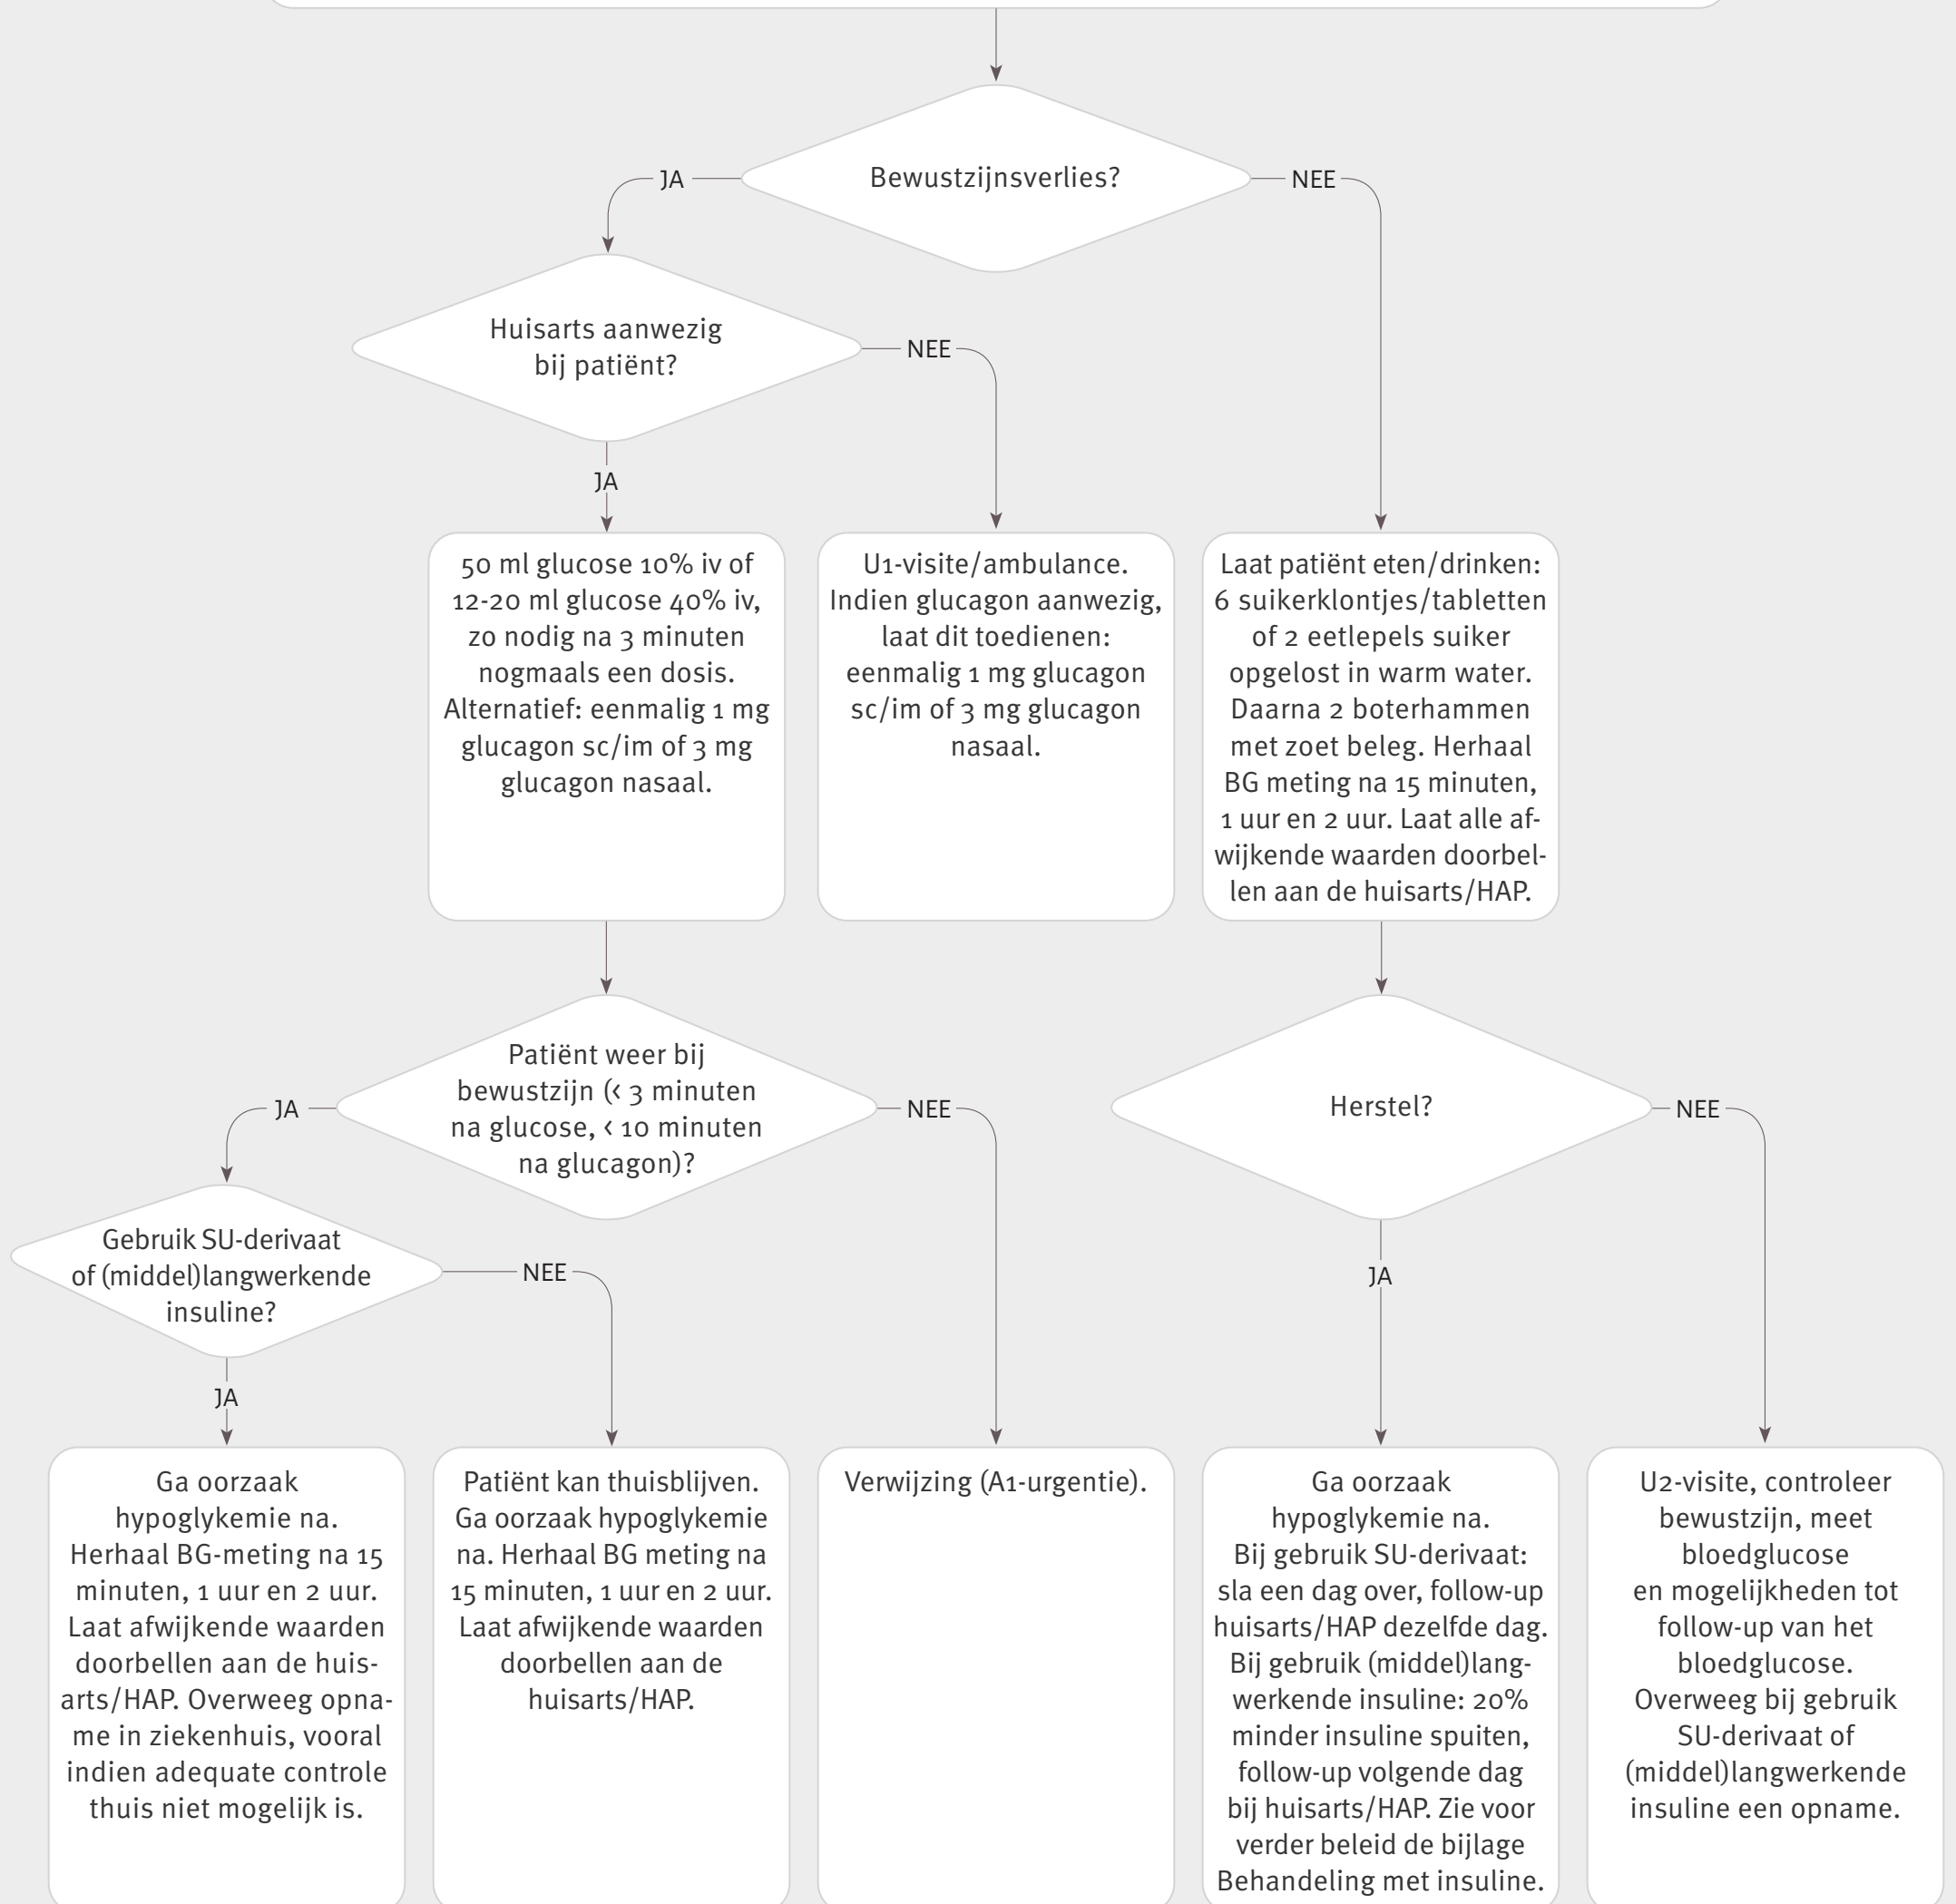 Bewustzijnsverlies?
JA
NEE
Huisarts aanwezig
bij patiënt?
NEE
JA
50 ml glucose 10% iv of
12-20 ml glucose 40% iv,
zo nodig na 3 minuten
nogmaals een dosis.
Alternatief: eenmalig 1 mg
glucagon sc/im of 3 mg
glucagon nasaal.
U1-visite/ambulance.
Indien glucagon aanwezig,
laat dit toedienen:
eenmalig 1 mg glucagon
sc/im of 3 mg glucagon
nasaal.
Laat patiënt eten/drinken:
6 suikerklontjes/tabletten
of 2 eetlepels suiker
opgelost in warm water.
Daarna 2 boterhammen
met zoet beleg. Herhaal
BG meting na 15 minuten,
1 uur en 2 uur. Laat alle af-
wijkende waarden doorbel-
len aan de huisarts/HAP.
Patiënt weer bij
bewustzijn (< 3 minuten
na glucose, < 10 minuten
na glucagon)?
JA
NEE
Herstel?
NEE
JA
Gebruik SU-derivaat
of (middel)langwerkende
insuline?
NEE
JA
Ga oorzaak
hypoglykemie na.
Herhaal BG-meting na 15
minuten, 1 uur en 2 uur.
Laat afwijkende waarden
doorbellen aan de huis-
arts/HAP. Overweeg opna-
me in ziekenhuis, vooral
indien adequate controle
thuis niet mogelijk is.
Patiënt kan thuisblijven.
Ga oorzaak hypoglykemie
na. Herhaal BG meting na
15 minuten, 1 uur en 2 uur.
Laat afwijkende waarden
doorbellen aan de
huisarts/HAP.
Verwijzing (A1-urgentie).
Ga oorzaak
hypoglykemie na.
Bij gebruik SU-derivaat:
sla een dag over, follow-up
huisarts/HAP dezelfde dag.
Bij gebruik (middel)lang-
werkende insuline: 20%
minder insuline spuiten,
follow-up volgende dag
bij huisarts/HAP. Zie voor
verder beleid de bijlage
Behandeling met insuline.
U2-visite, controleer
bewustzijn, meet
bloedglucose
en mogelijkheden tot
follow-up van het
bloedglucose.
Overweeg bij gebruik
SU-derivaat of
(middel)langwerkende
insuline een opname.